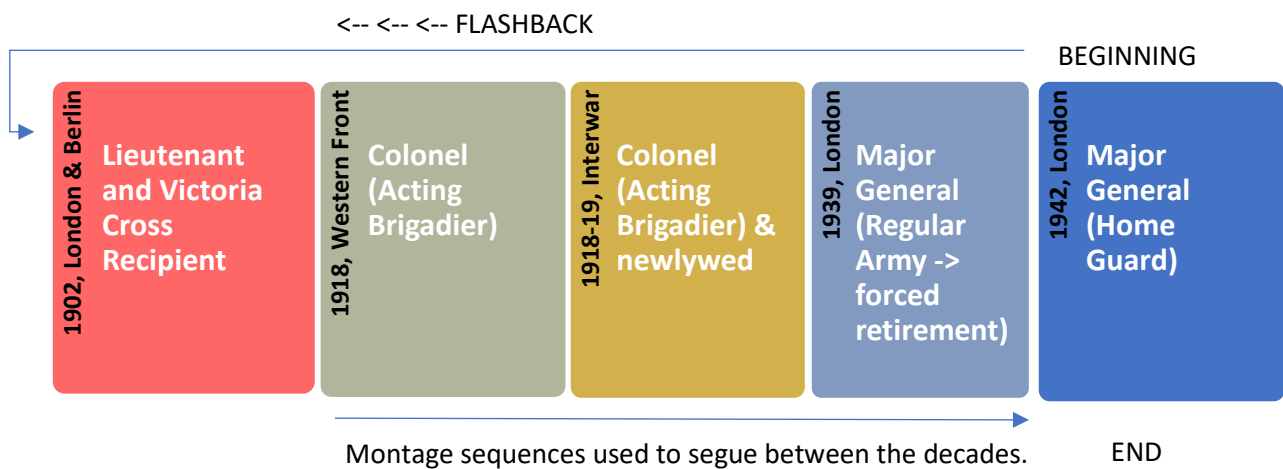 <-- <-- <-- FLASHBACK
BEGINNING
1902, London & Berlin
Lieutenant
and Victoria
Cross
Recipient
1918, Western Front
Colonel
(Acting
Brigadier)
1918-19, Interwar
Colonel
(Acting
Brigadier) &
newlywed
1939, London
Major
General
(Regular
Army ->
forced
retirement)
1942, London
Major
General
(Home
Guard)
Montage sequences used to segue between the decades.
END